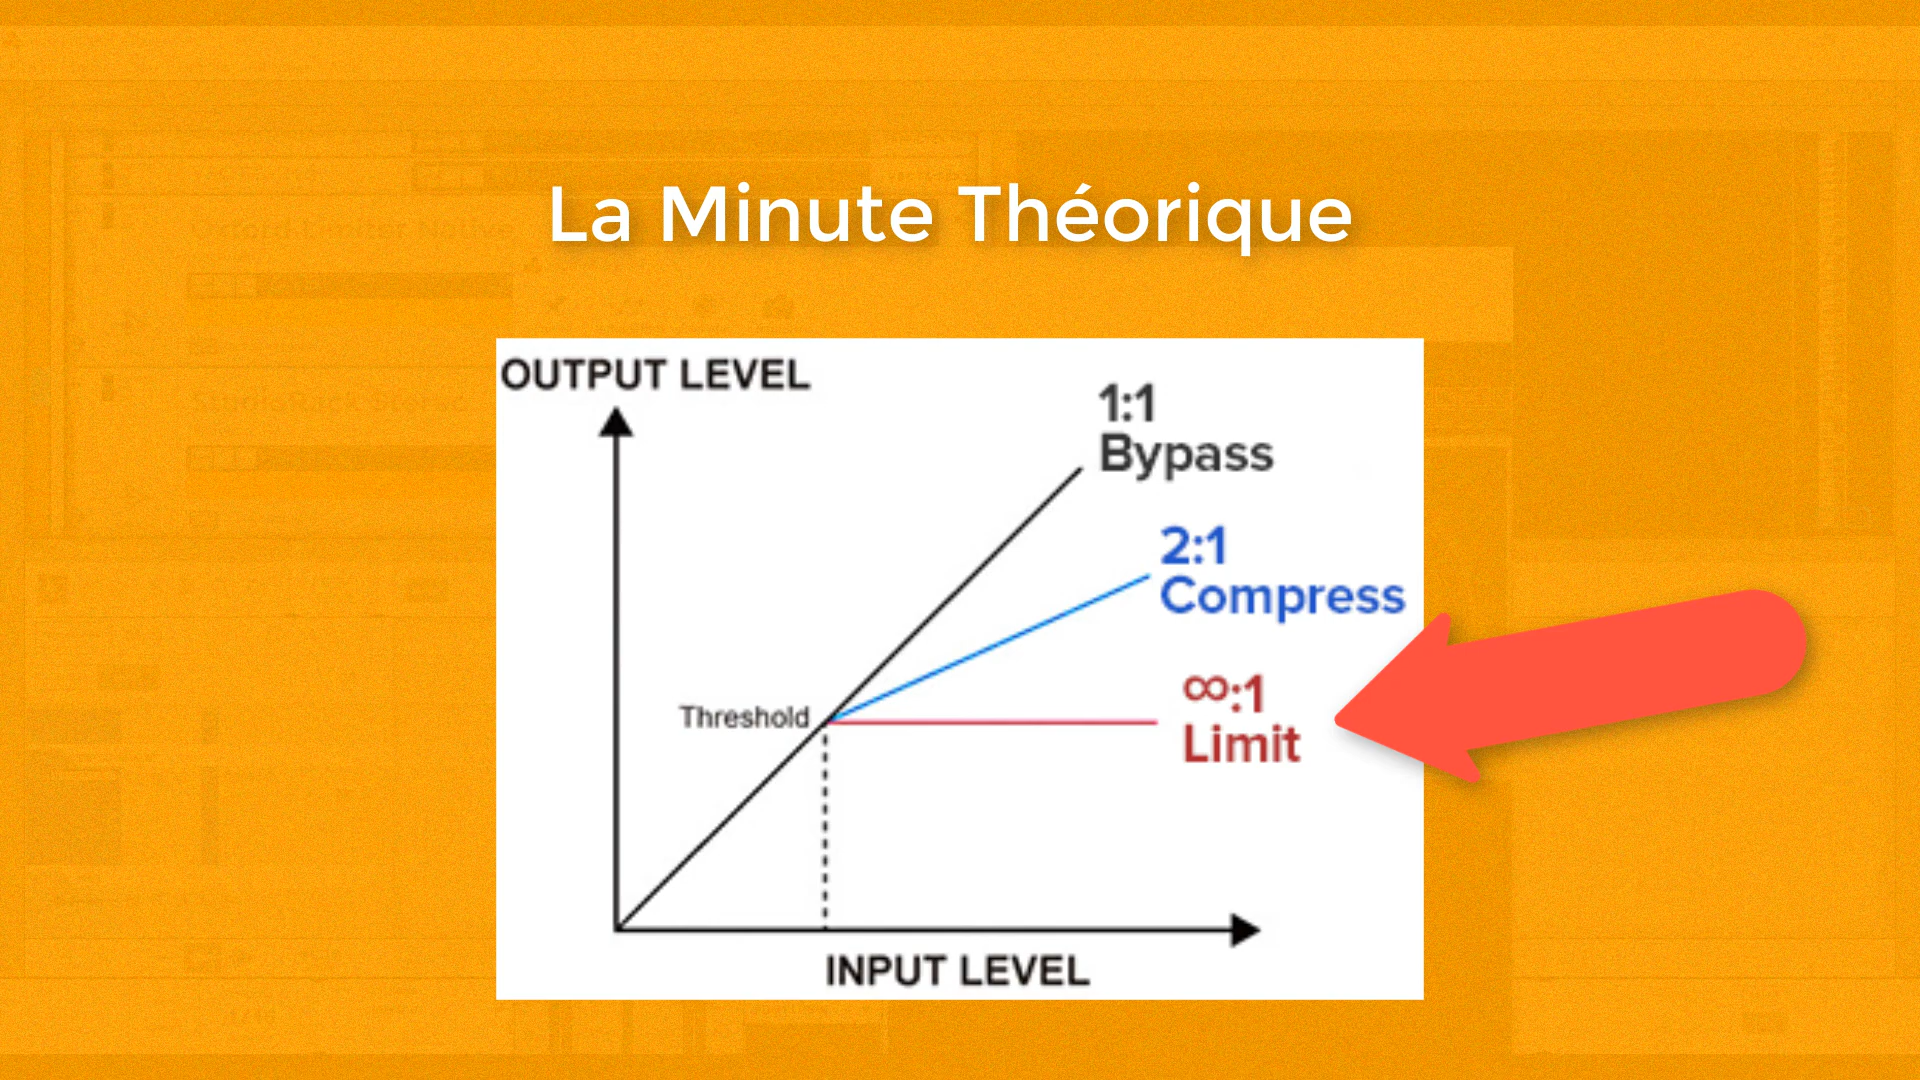 La Minute Théorique
OUTPUT LEVEL
1:1
Bypass
2:1
Compress
Threshold
∞:1
Limit
INPUT LEVEL